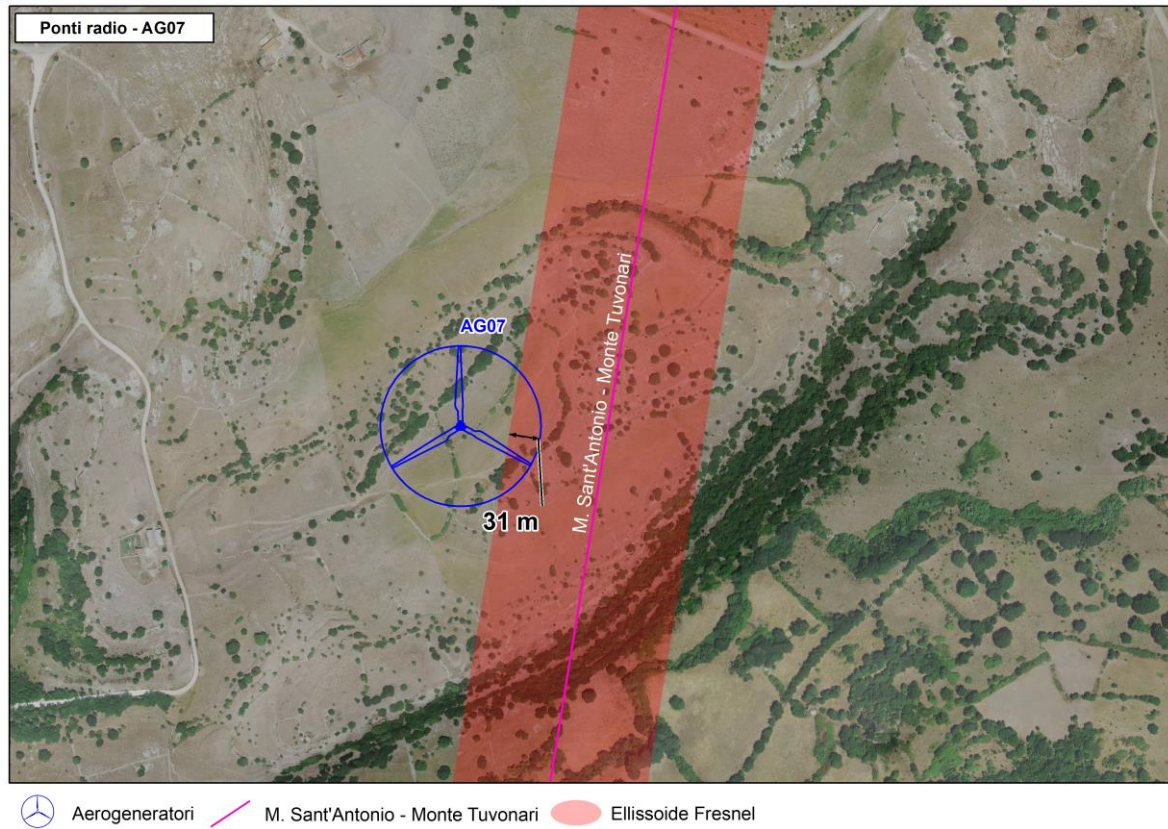 Ponti radio - AG07
AG07
M. Sant'Antonio - Monte Tuvonari
31 m
Aerogeneratori
M. Sant'Antonio - Monte Tuvonari
Ellissoide Fresnel